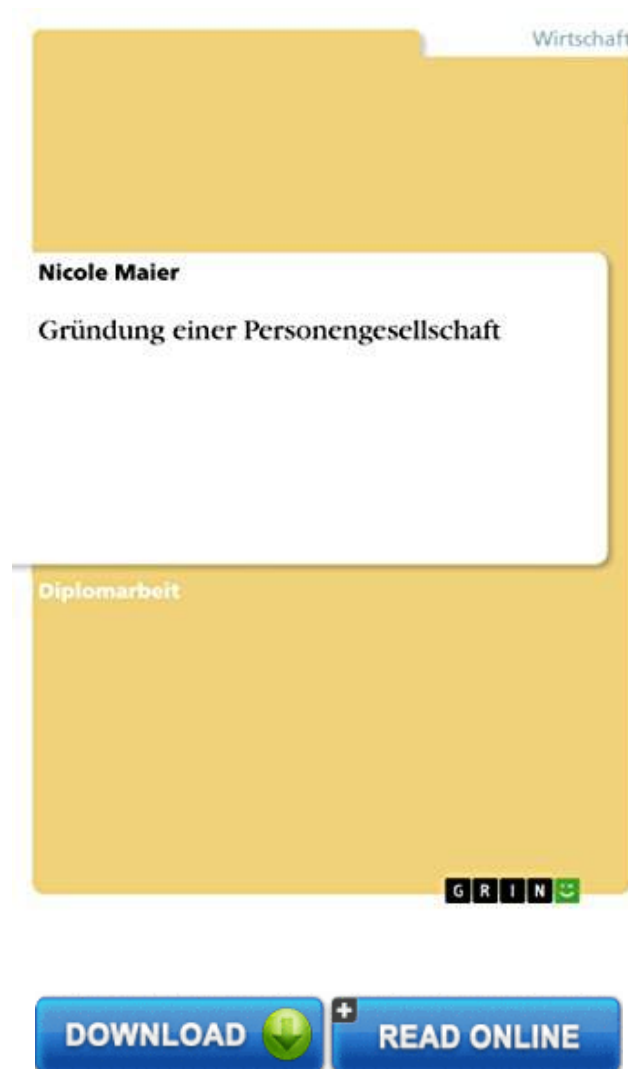 Wirtschaft
Nicole Maier
Gründung einer Personengesellschaft
Diplomarbeit
GRIN
DOWNLOAD
READ ONLINE